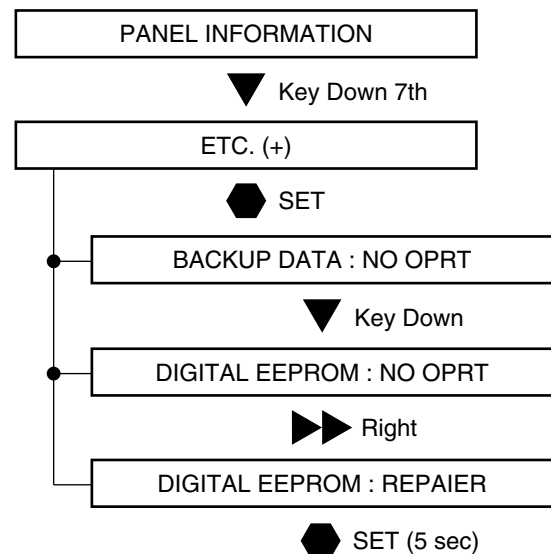 PANEL INFORMATION
Key Down 7th
ETC. (+)
SET
BACKUP DATA : NO OPRT
Key Down
DIGITAL EEPROM : NO OPRT
Right
DIGITAL EEPROM : REPAIER
SET (5 sec)